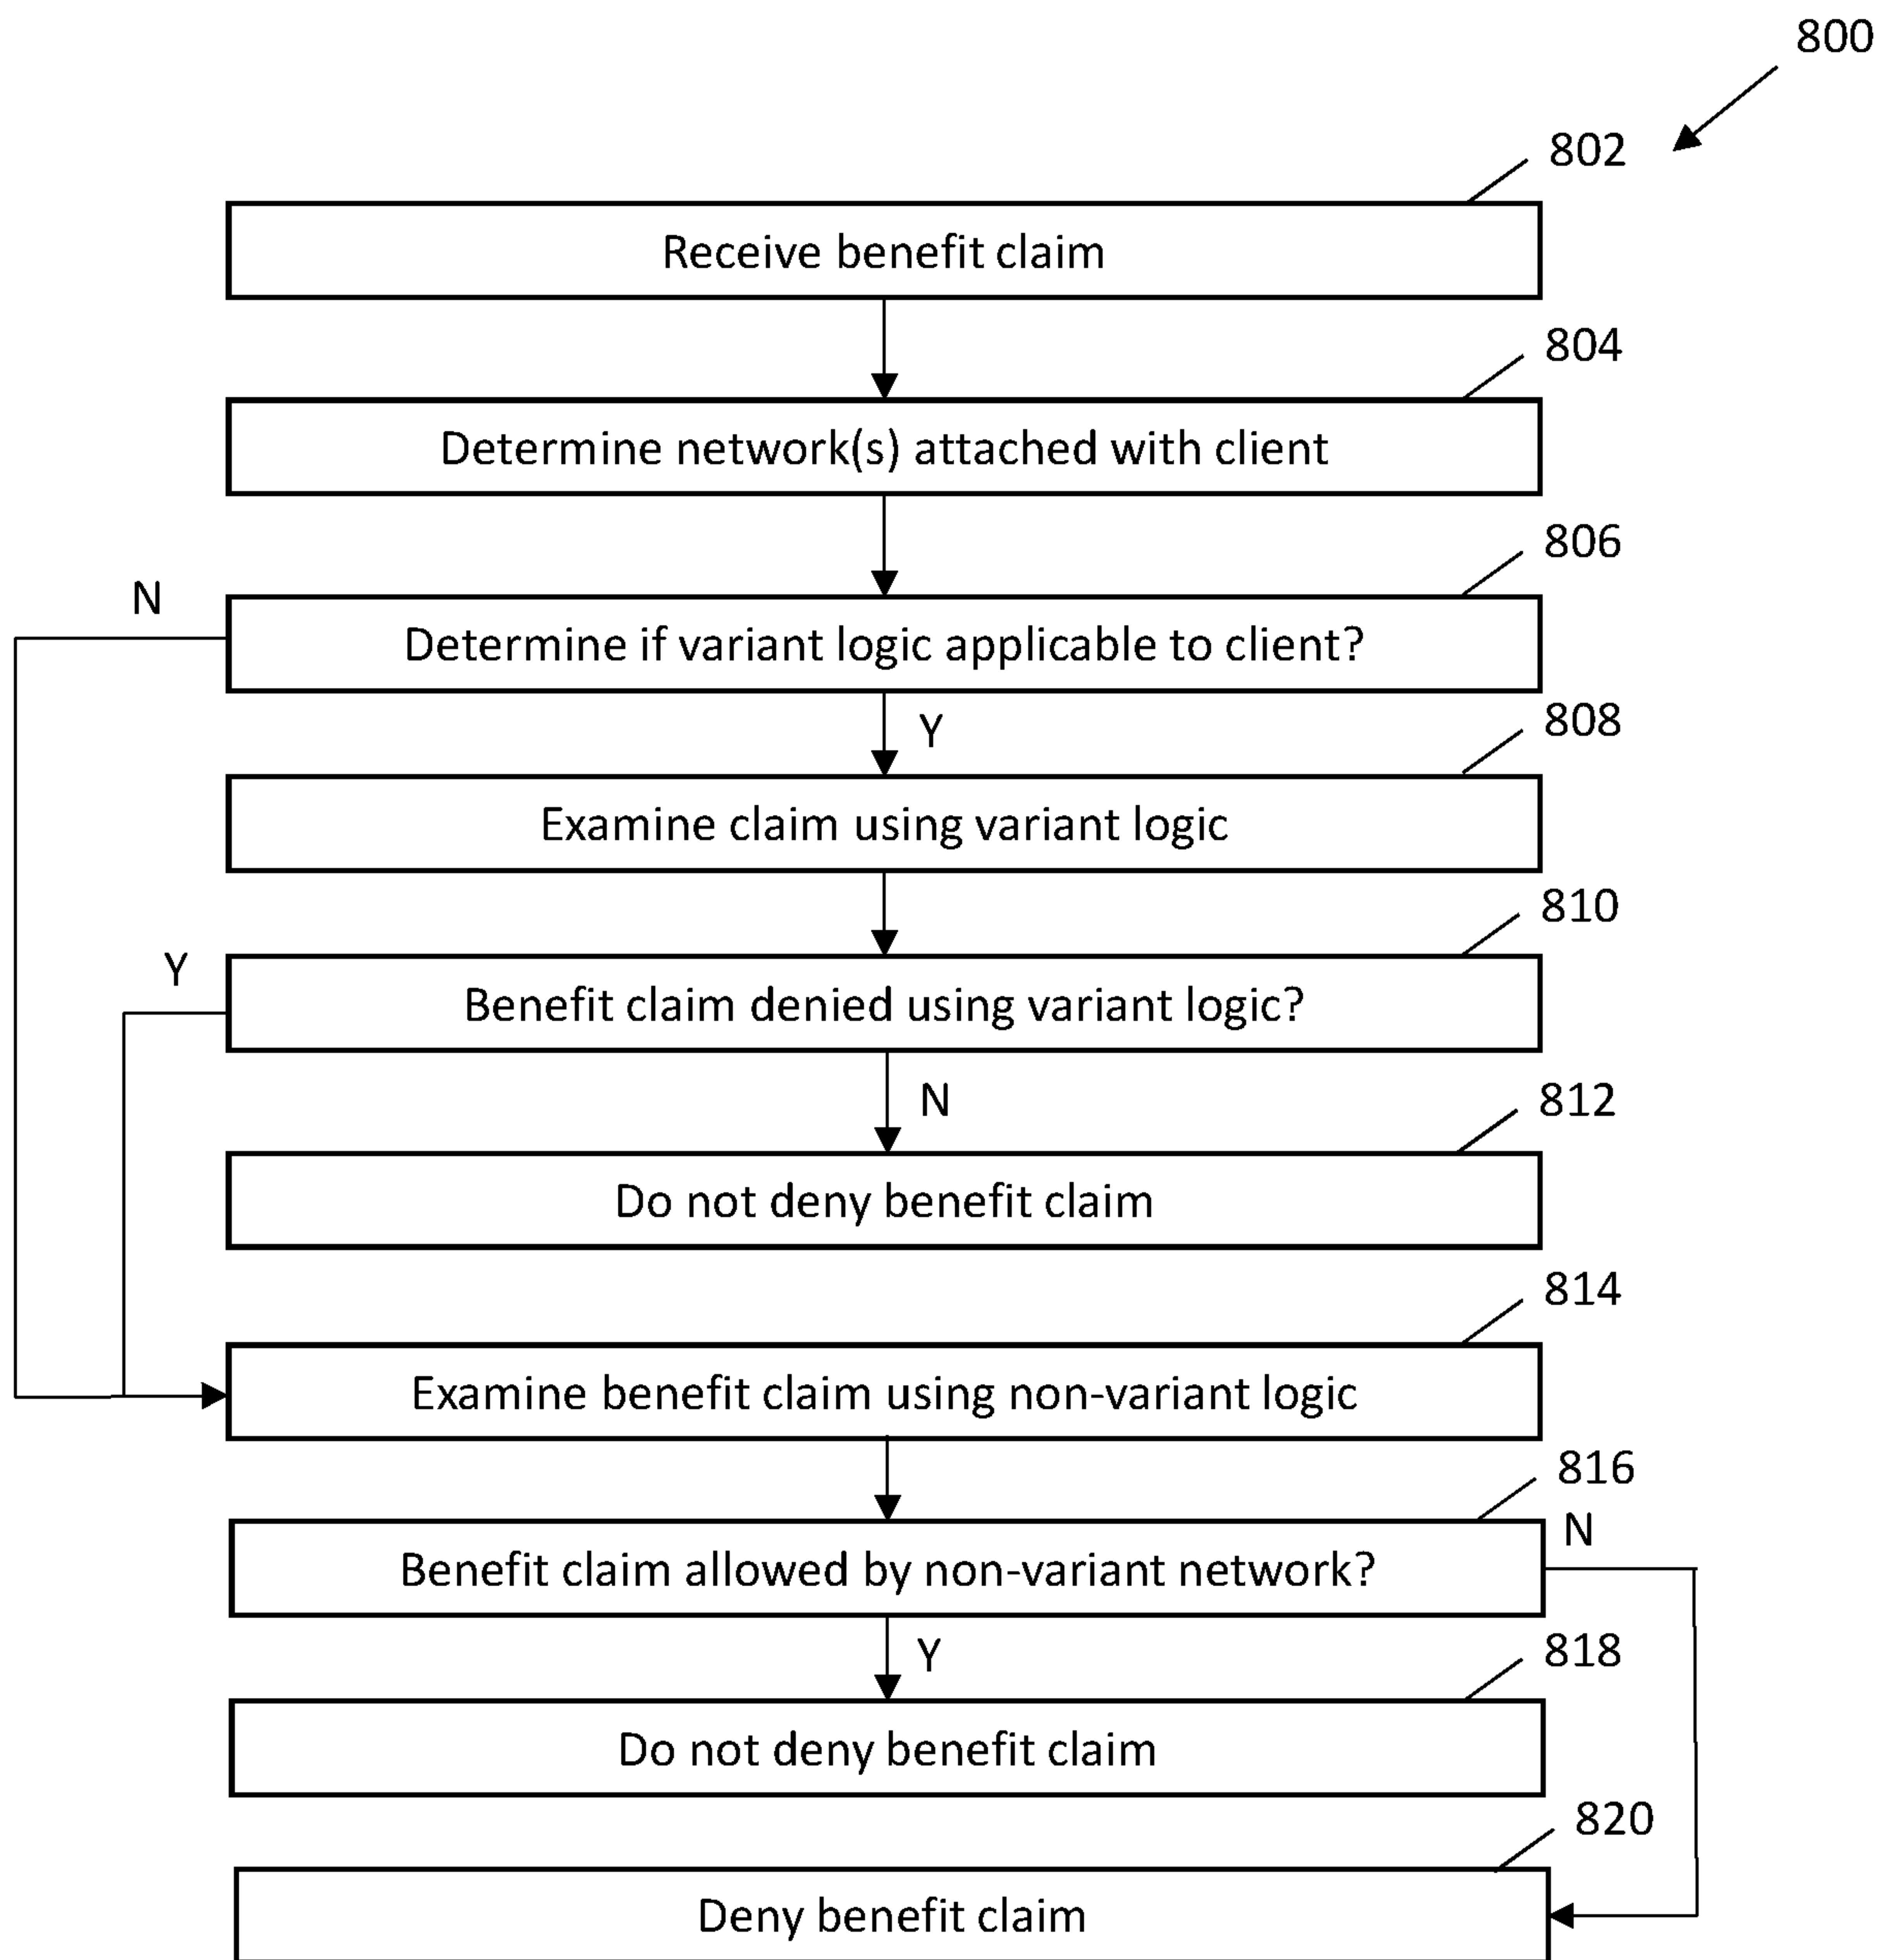 800
802
Receive benefit claim
804
Determine network(s) attached with client
806
N
Determine if variant logic applicable to client?
Y
808
Examine claim using variant logic
810
Y
Benefit claim denied using variant logic?
N
812
Do not deny benefit claim
814
Examine benefit claim using non-variant logic
816
N
Benefit claim allowed by non-variant network?
Y
818
Do not deny benefit claim
820
Deny benefit claim